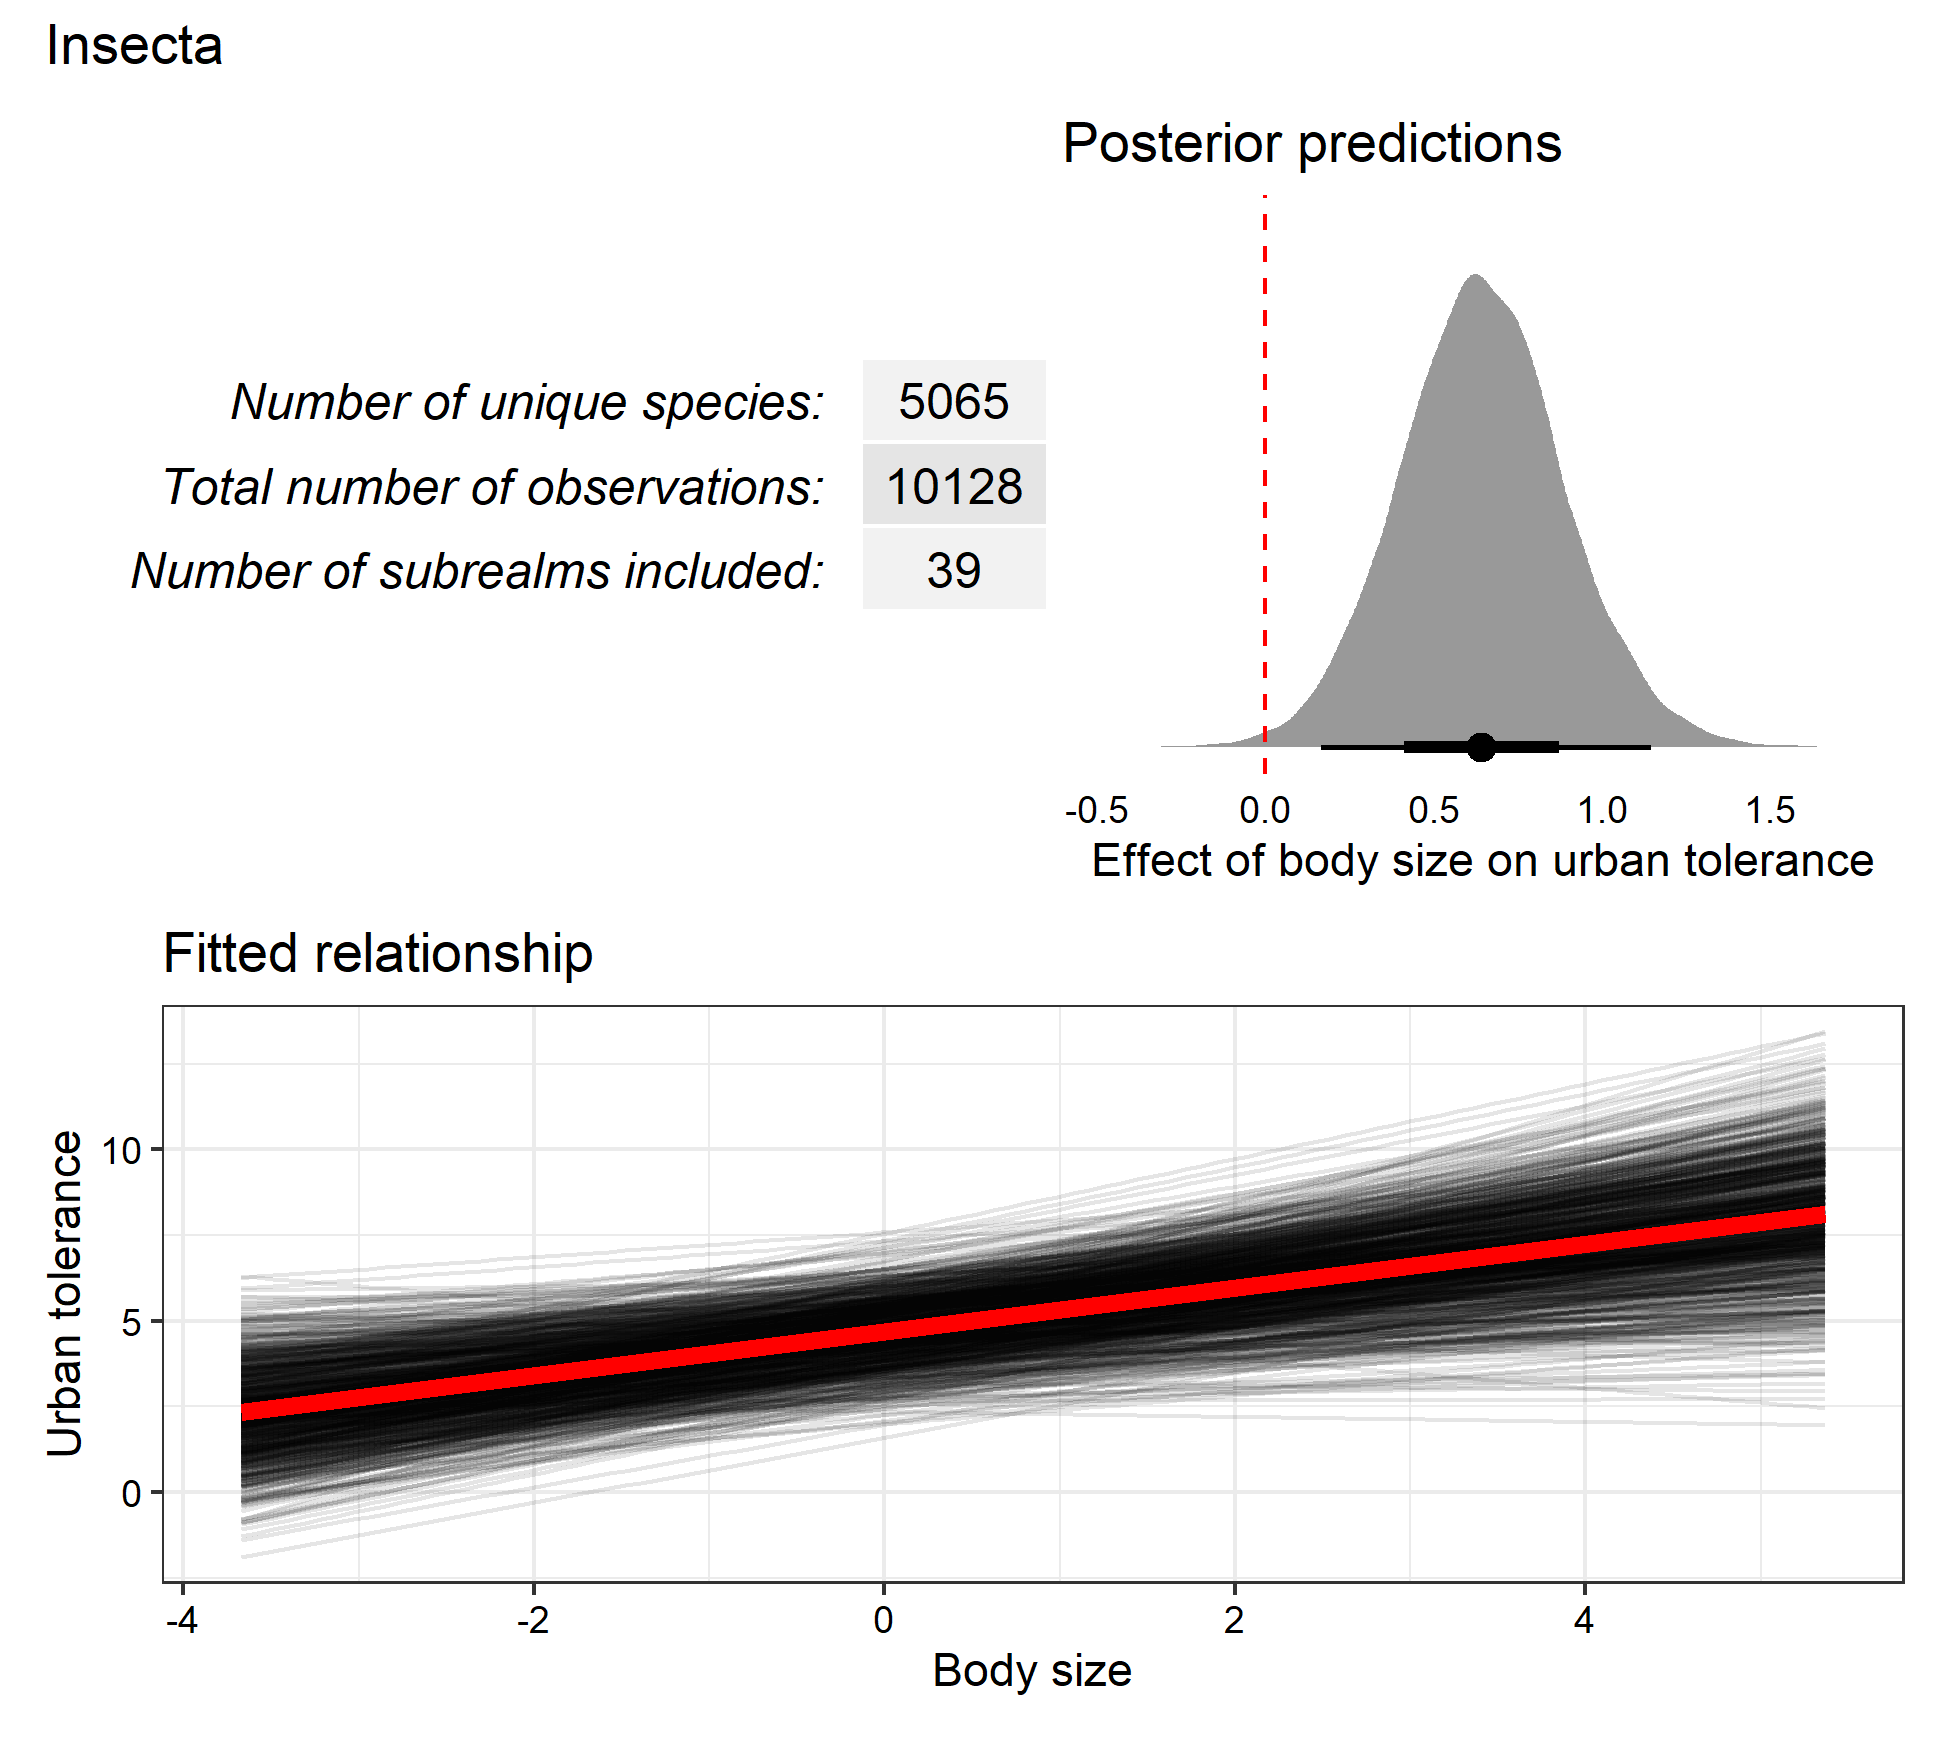 Insecta
Posterior predictions
Number of unique species: 5065
Total number of observations: 10128
Number of subrealms included: 39
-0.5 0.0 0.5 1.0 1.5
Effect of body size on urban tolerance
Fitted relationship
Urban tolerance
10
5
0
-4 -2 0 2 4
Body size